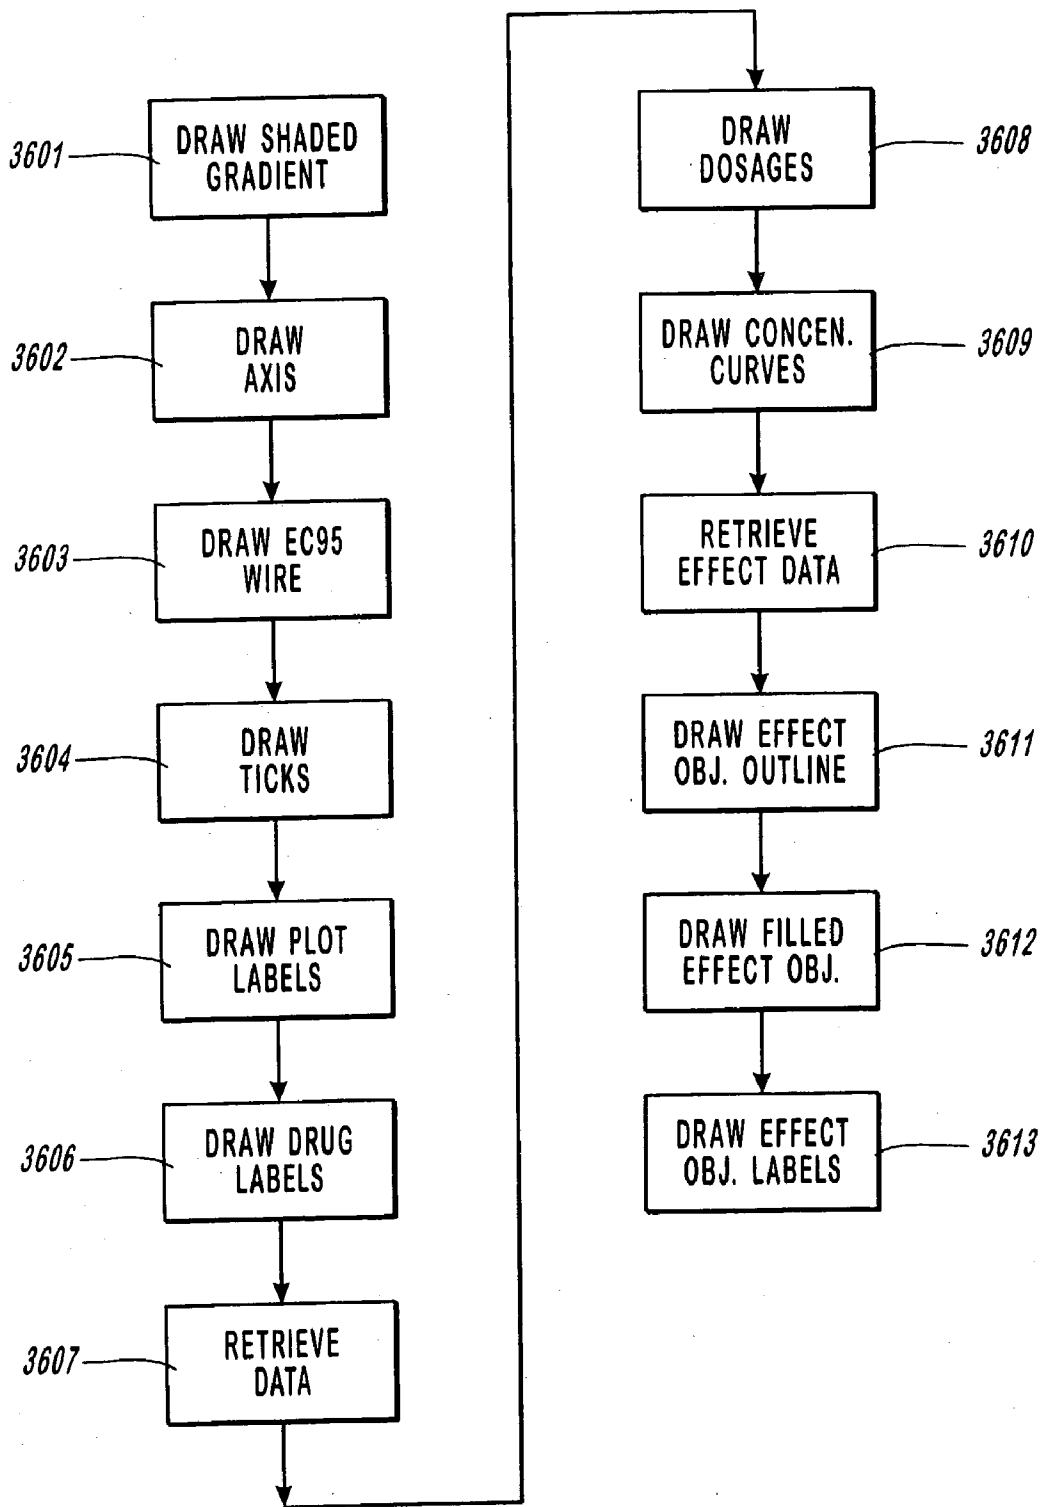 3601
DRAW SHADED
GRADIENT
3602
DRAW
AXIS
3603
DRAW EC95
WIRE
3604
DRAW
TICKS
3605
DRAW PLOT
LABELS
3606
DRAW DRUG
LABELS
3607
RETRIEVE
DATA
DRAW
DOSAGES
3608
DRAW CONCEN.
CURVES
3609
RETRIEVE
EFFECT DATA
3610
DRAW EFFECT
OBJ. OUTLINE
3611
DRAW FILLED
EFFECT OBJ.
3612
DRAW EFFECT
OBJ. LABELS
3613